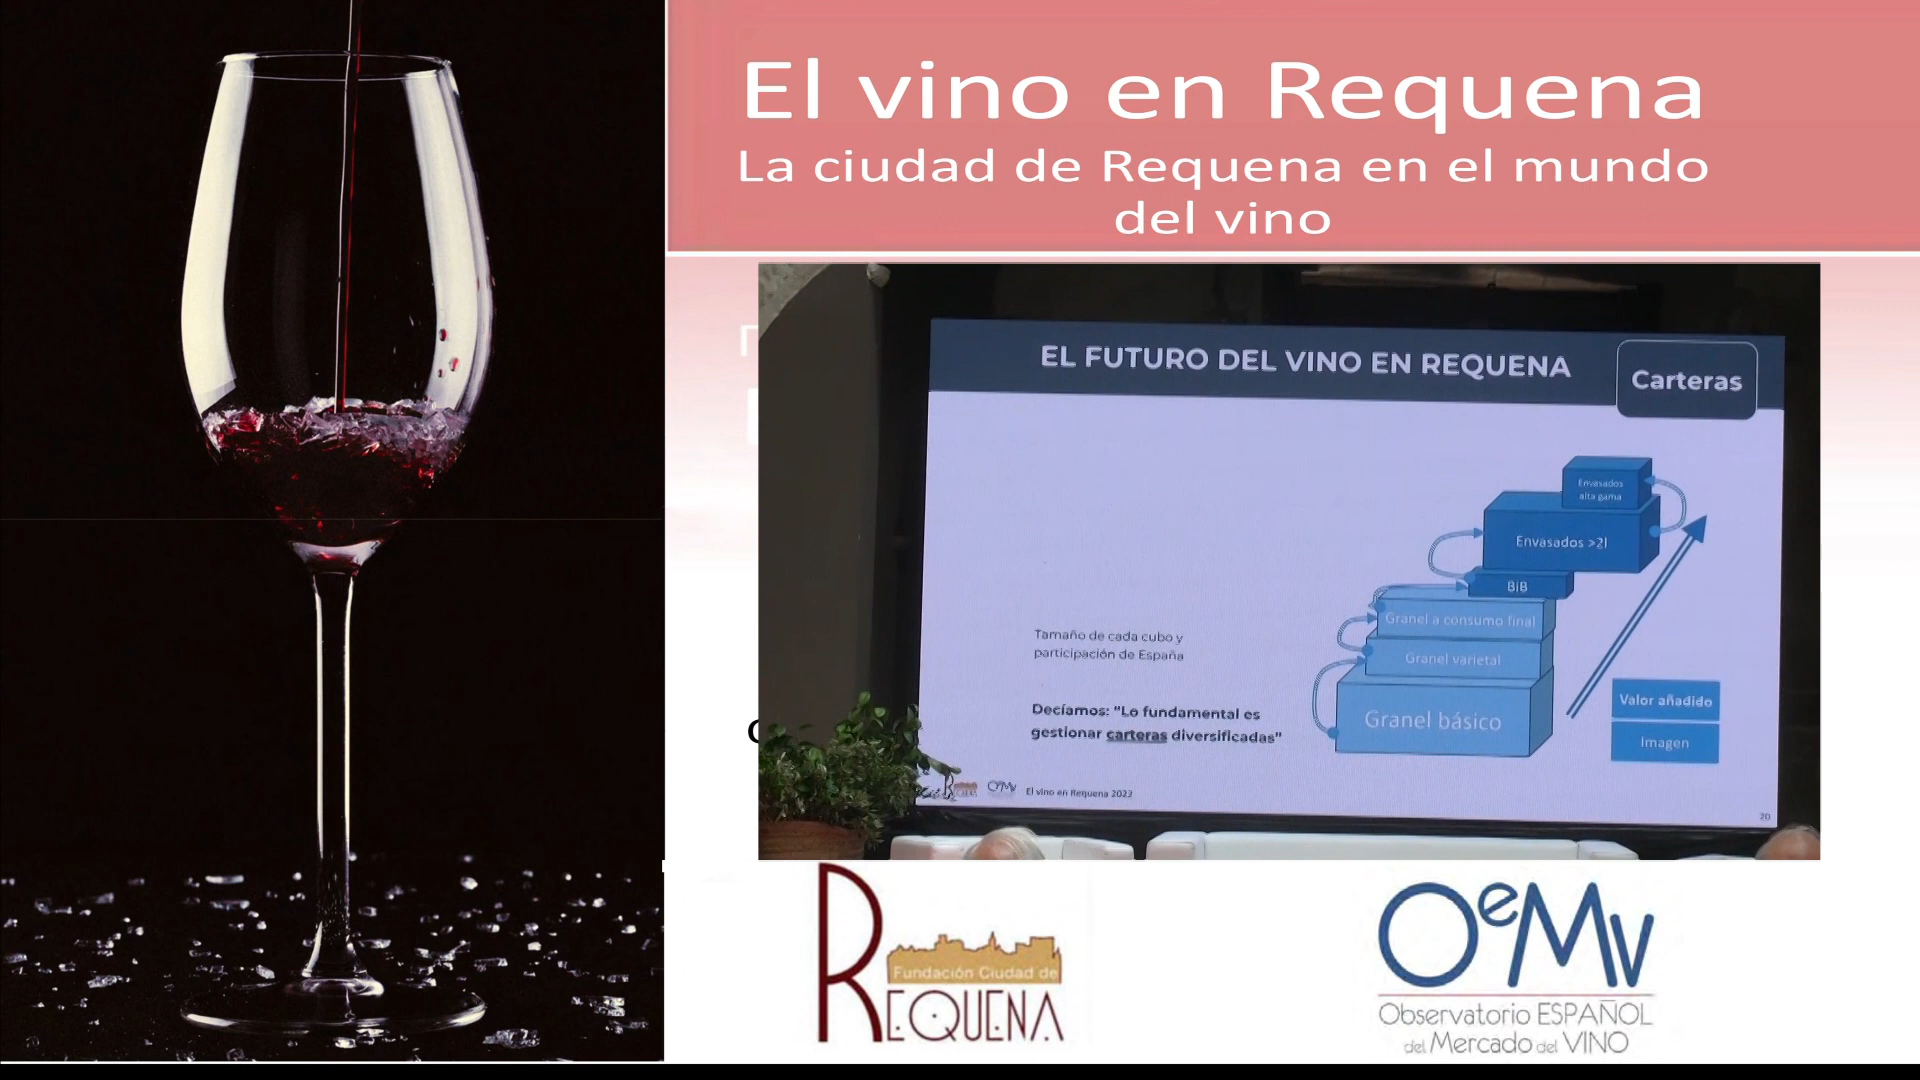 El vino en Requena
La ciudad de Requena en el mundo
del vino
EL FUTURO DEL VINO EN REQUENA
Carteras
Envasados
alta gama
Envasados >2l
BiB
Granel a consumo final
Granel varietal
Granel básico
Tamaño de cada cubo y
participación de España
Decíamos: "Lo fundamental es
gestionar carteras diversificadas"
Valor añadido
Imagen
OeMv
El vino en Requena 2023
20
Fundación Ciudad de
REQUENA
OeMv
Observatorio ESPAÑOL
del Mercado del VINO